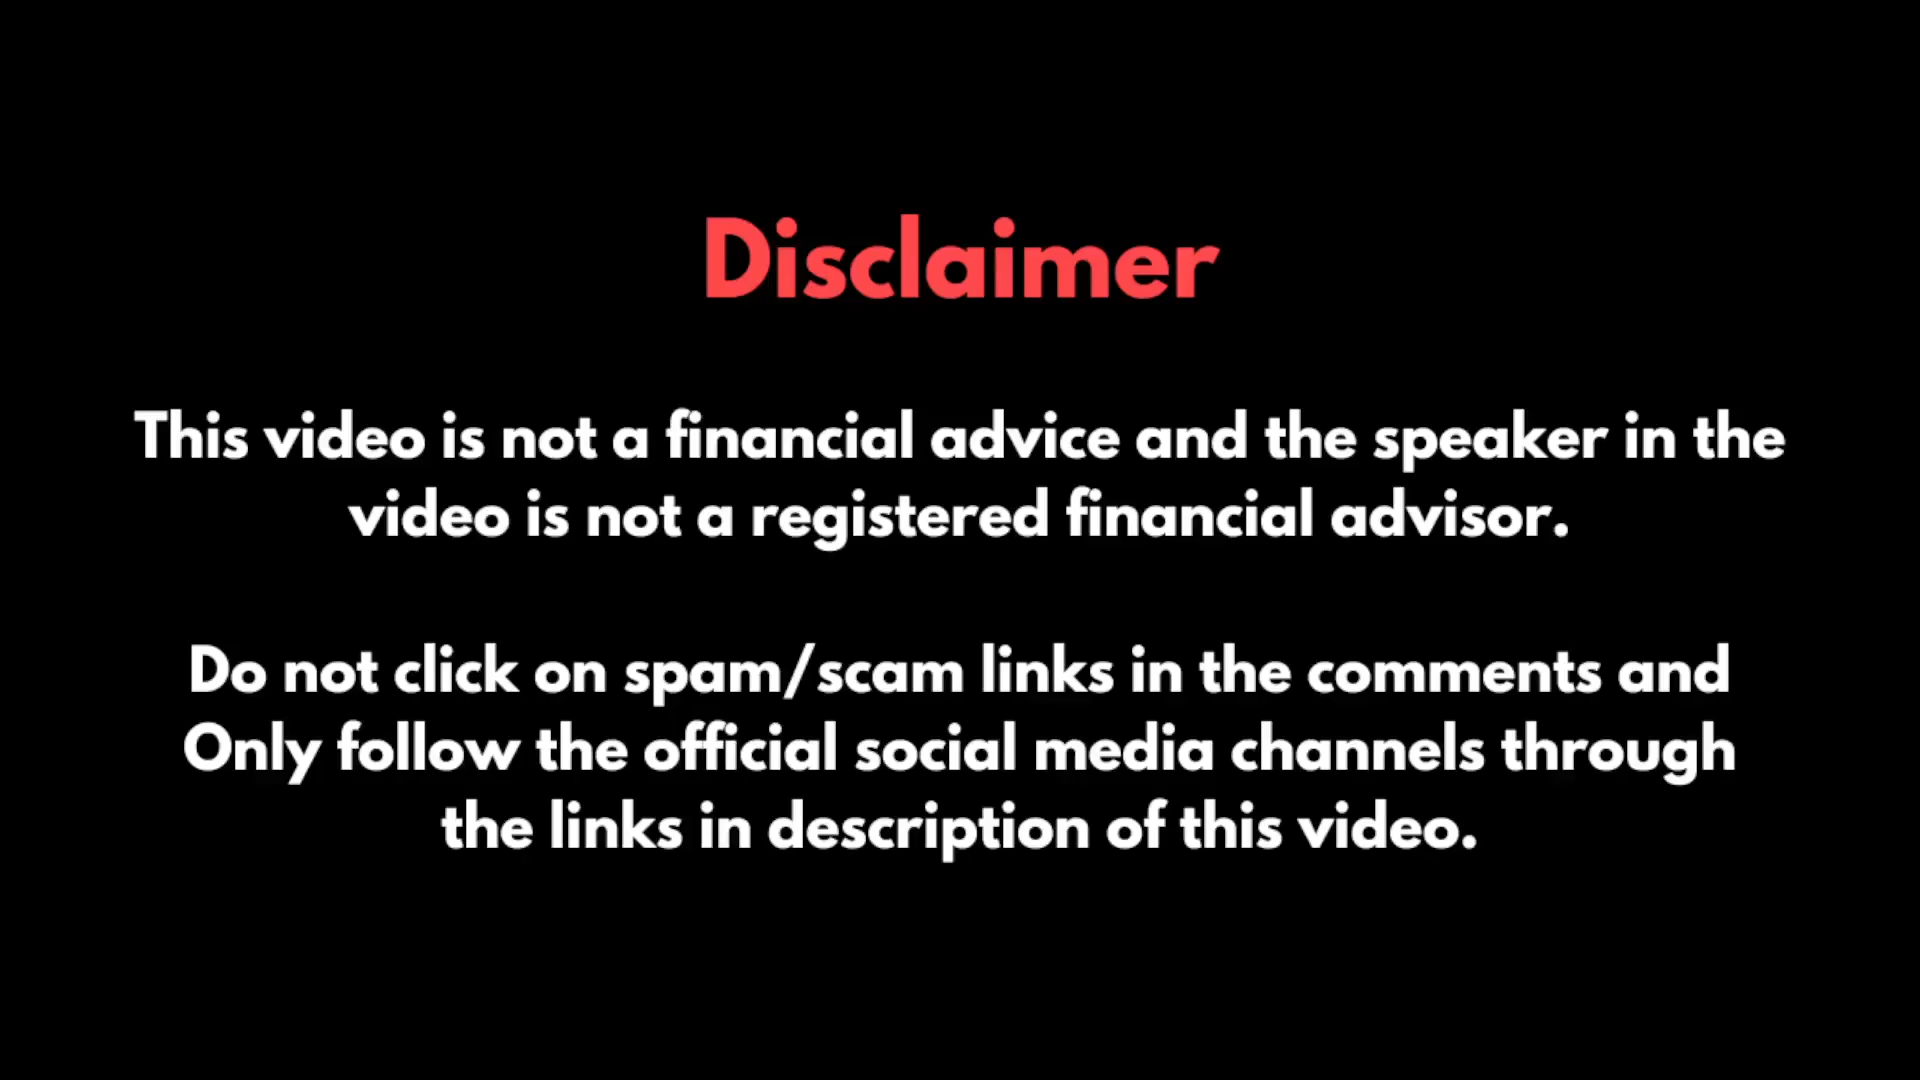 Disclaimer
This video is not a financial advice and the speaker in the
video is not a registered financial advisor.
Do not click on spam/scam links in the comments and
Only follow the official social media channels through
the links in description of this video.